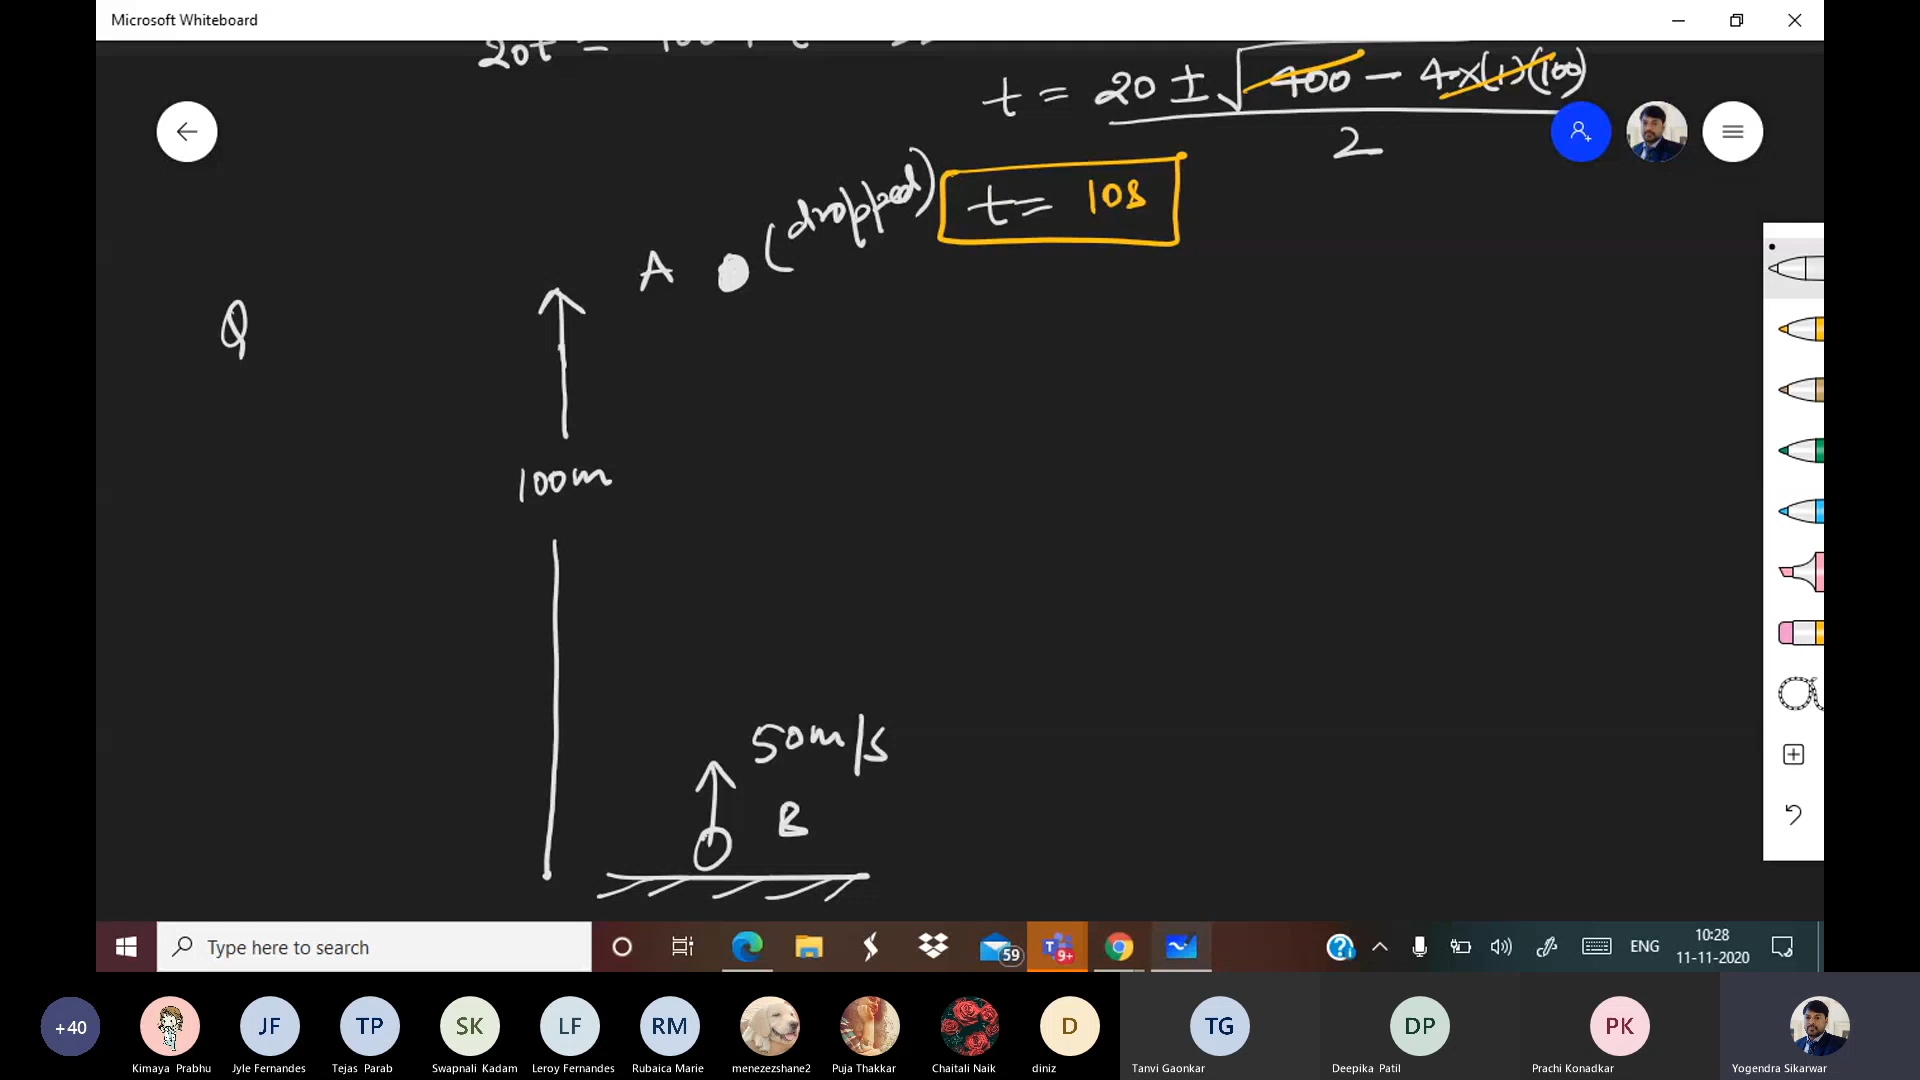 Microsoft Whiteboard
20t =
t = 20 ± √400 - 4×(1)(100)
2
(dropped)
t = 10s
A
Q
100m
50m/s
B
Type here to search
59
9+
ENG
10:28
11-11-2020
+40
JF
TP
SK
LF
RM
D
TG
DP
PK
Kimaya Prabhu
Jyle Fernandes
Tejas Parab
Swapnali Kadam
Leroy Fernandes
Rubaica Marie
menezezshane2
Puja Thakkar
Chaitali Naik
diniz
Tanvi Gaonkar
Deepika Patil
Prachi Konadkar
Yogendra Sikarwar